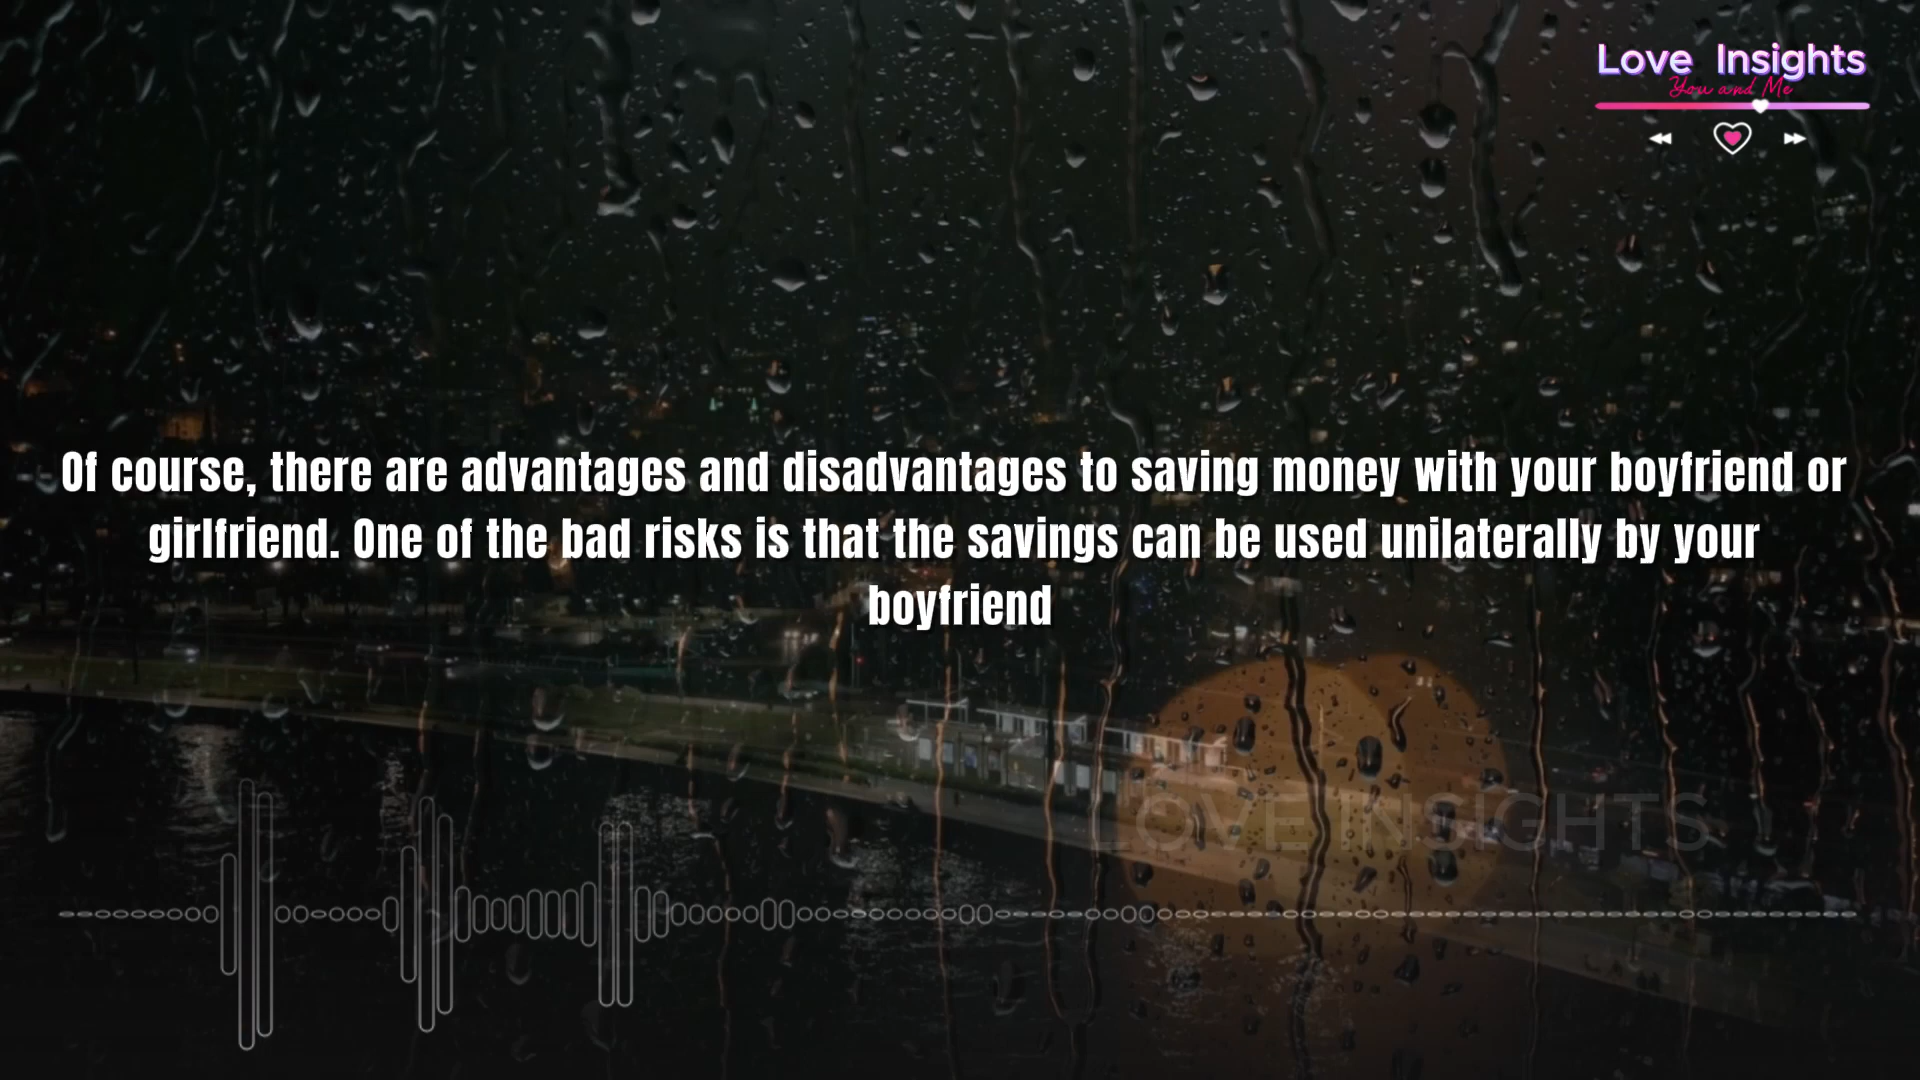 Love Insights
You and Me
Of course, there are advantages and disadvantages to saving money with your boyfriend or
girlfriend. One of the bad risks is that the savings can be used unilaterally by your
boyfriend
LOVE INSIGHTS